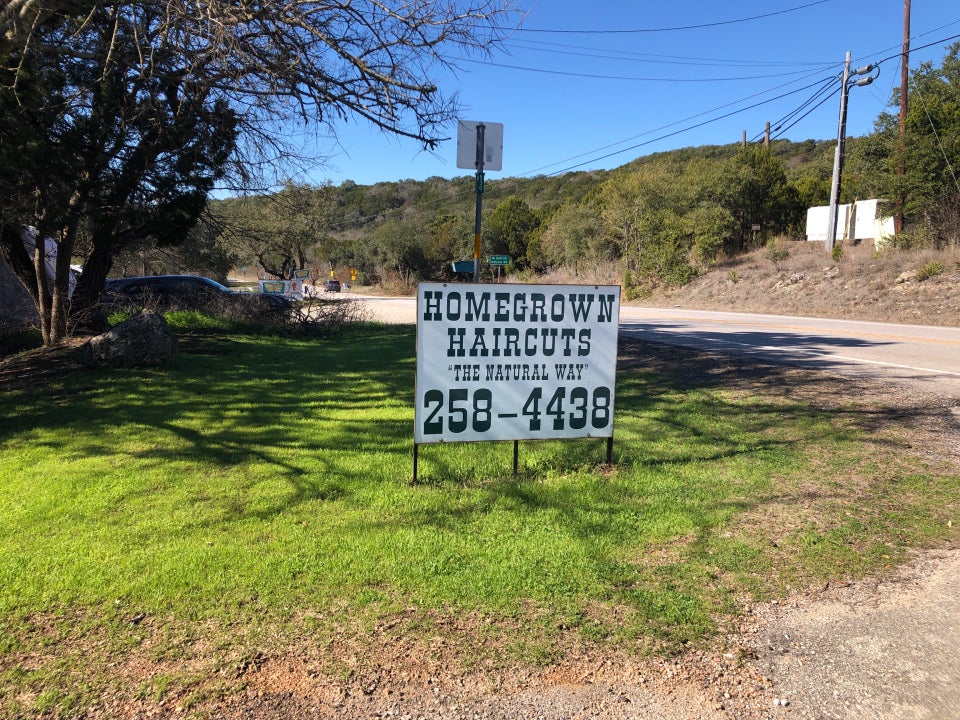 HOMEGROWN
HAIRCUTS
"THE NATURAL WAY"
258-4438